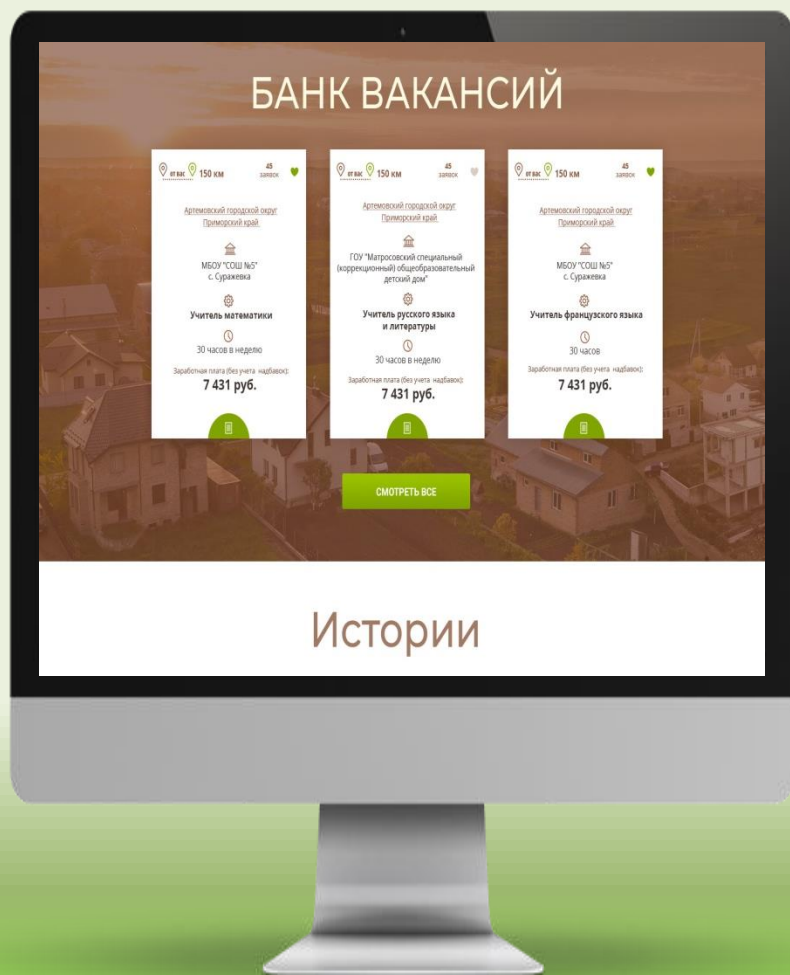 БАНК ВАКАНСИЙ
от вас 150 км
45
заявок
Артемовский городской округ
Приморский край
МБОУ "СОШ №5"
с. Суражевка
Учитель математики
30 часов в неделю
Заработная плата (без учета надбавок):
7 431 руб.
от вас 150 км
45
заявок
Артемовский городской округ
Приморский край
ГОУ "Матросовский специальный
(коррекционный) общеобразовательный
детский дом"
Учитель русского языка
и литературы
30 часов в неделю
Заработная плата (без учета надбавок):
7 431 руб.
от вас 150 км
45
заявок
Артемовский городской округ
Приморский край
МБОУ "СОШ №5"
с. Суражевка
Учитель французского языка
30 часов
Заработная плата (без учета надбавок):
7 431 руб.
СМОТРЕТЬ ВСЕ
Истории